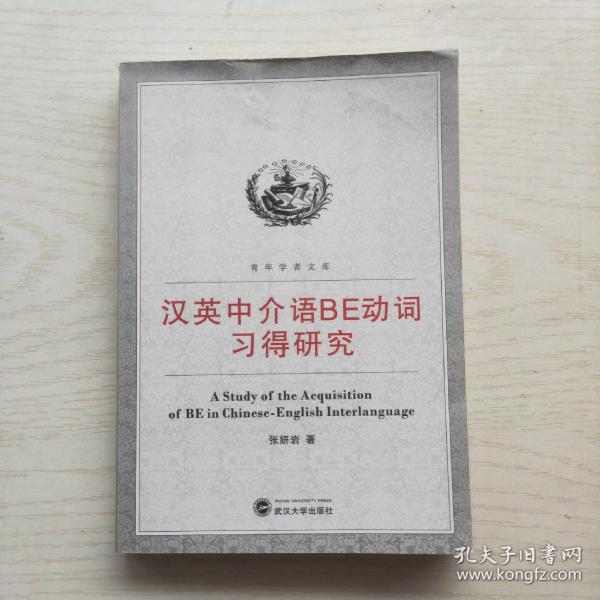 青年学者文库
汉英中介语BE动词
习得研究
A Study of the Acquisition
of BE in Chinese-English Interlanguage
张妍岩 著
WUHAN UNIVERSITY PRESS
武汉大学出版社
孔夫子旧书网
www.kongfz.com